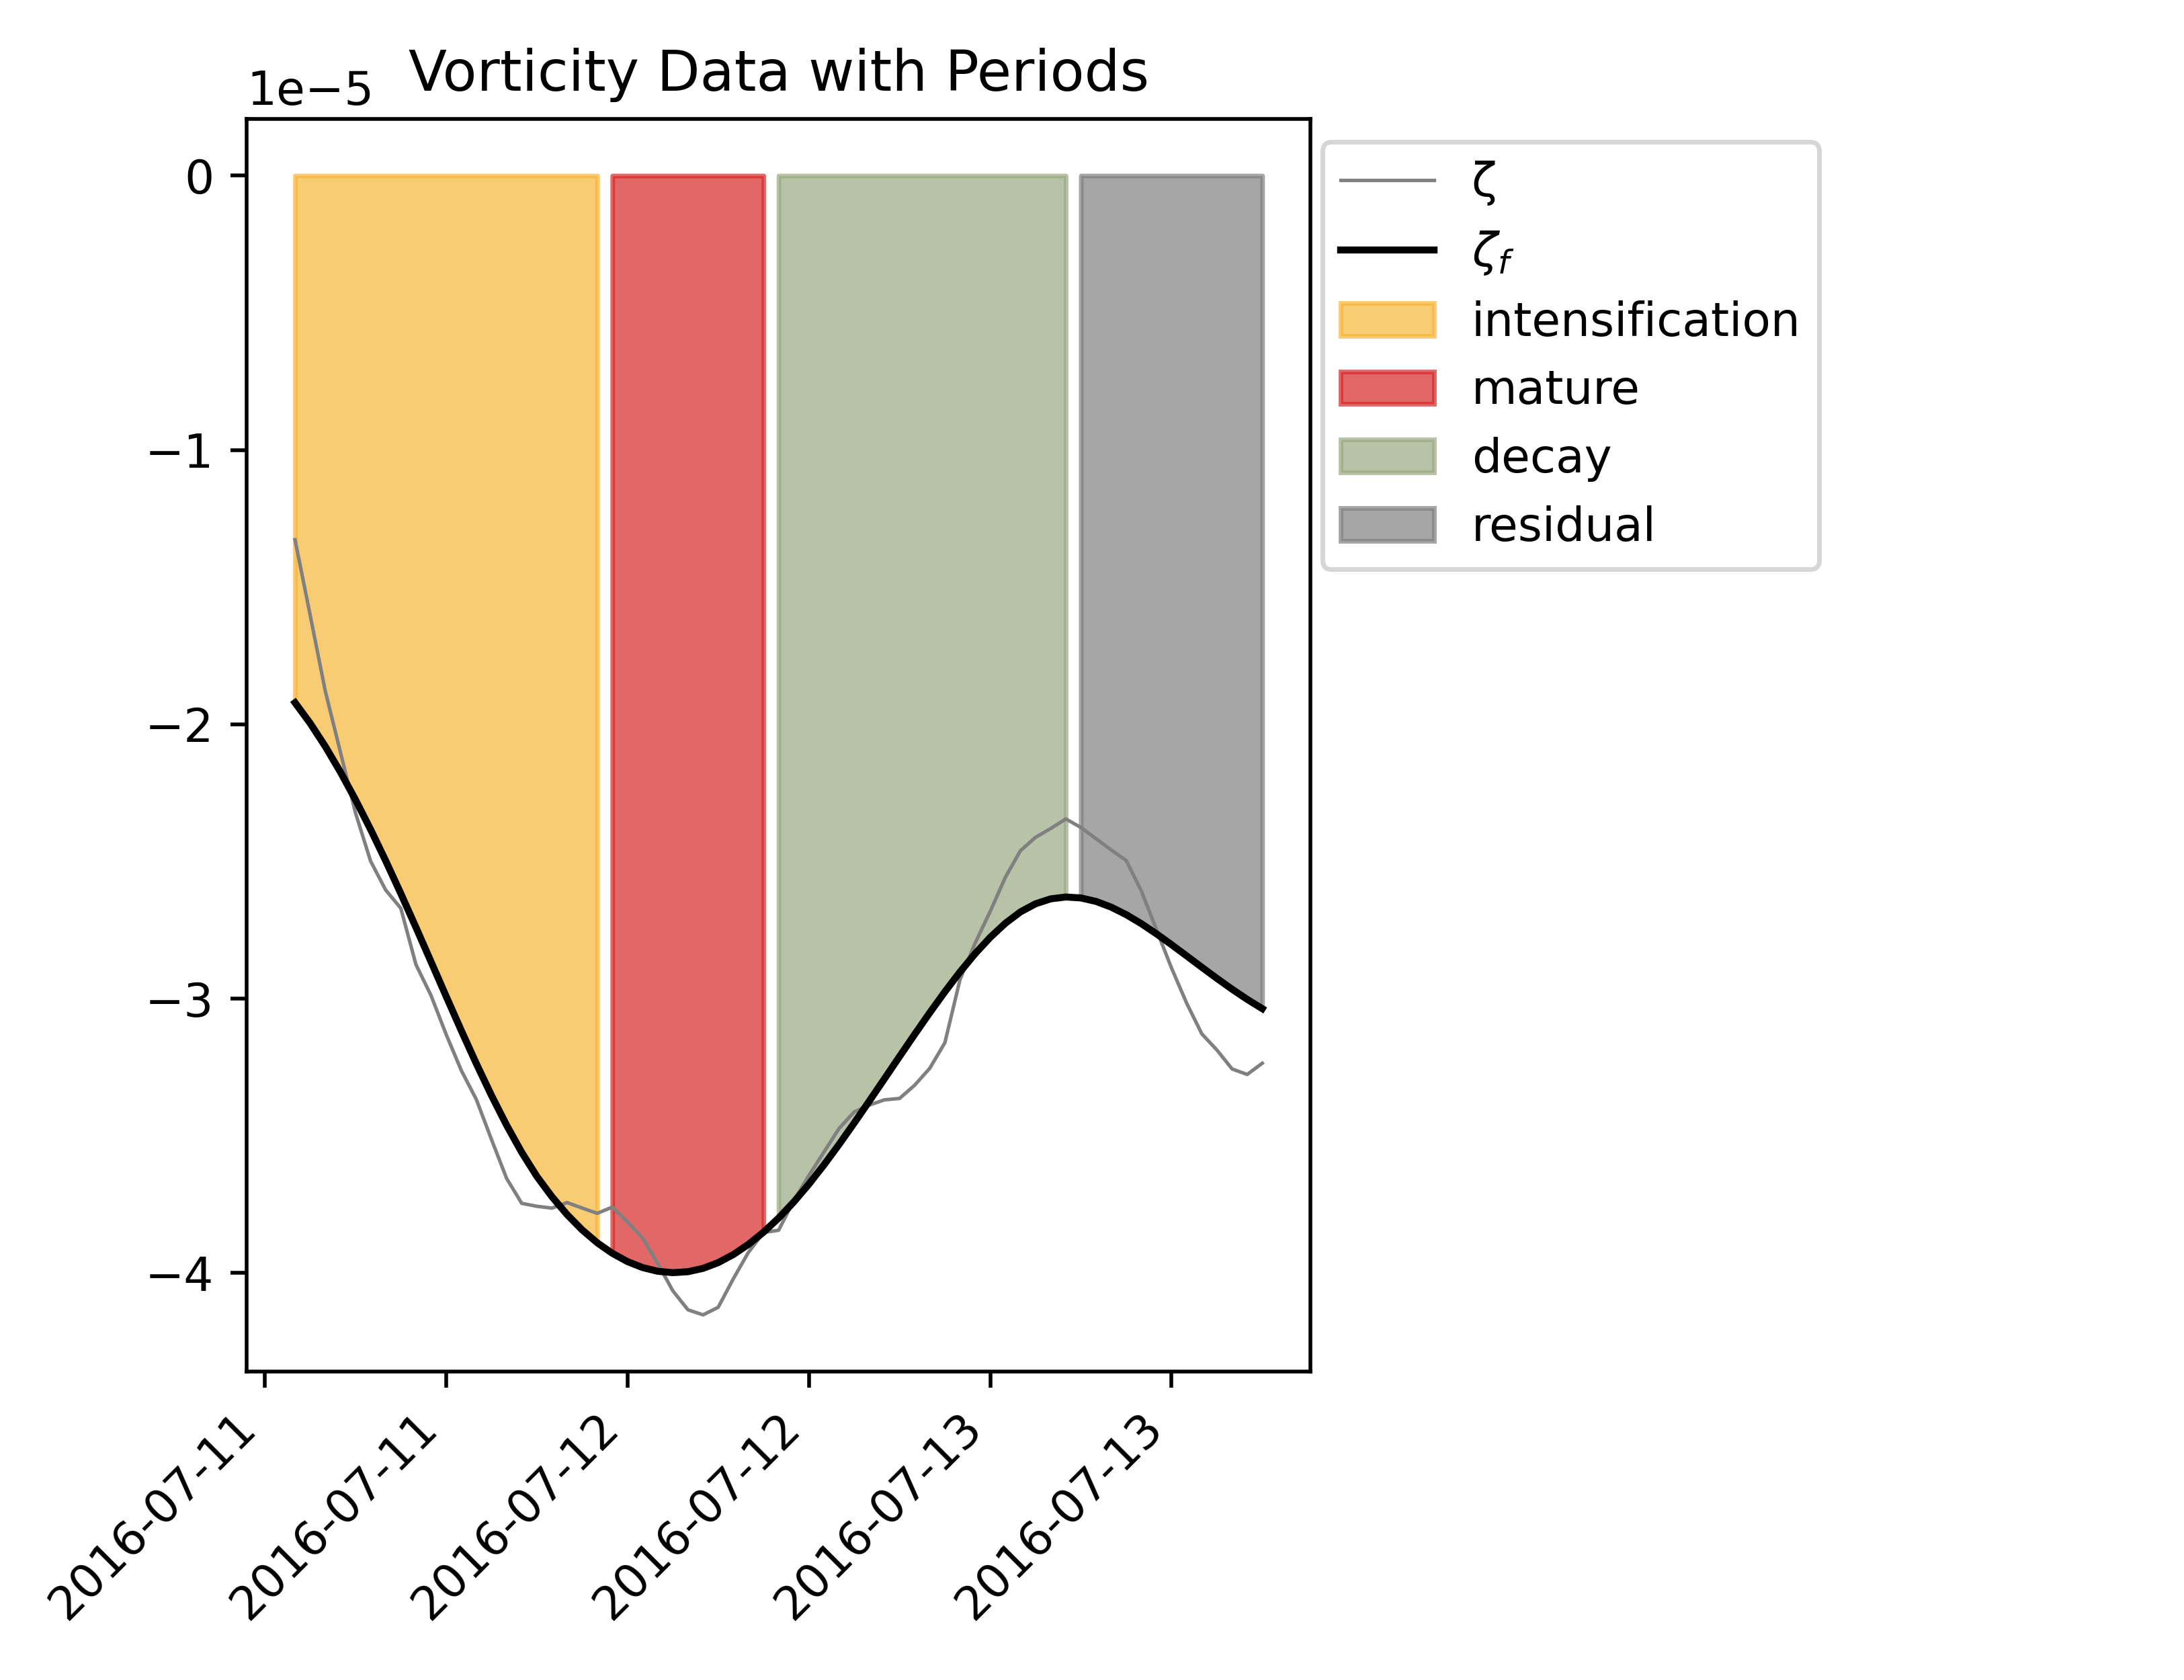 Vorticity Data with Periods
1e−5
0
−1
−2
−3
−4
2016-07-11
2016-07-11
2016-07-12
2016-07-12
2016-07-13
2016-07-13
ζ
ζf
intensification
mature
decay
residual